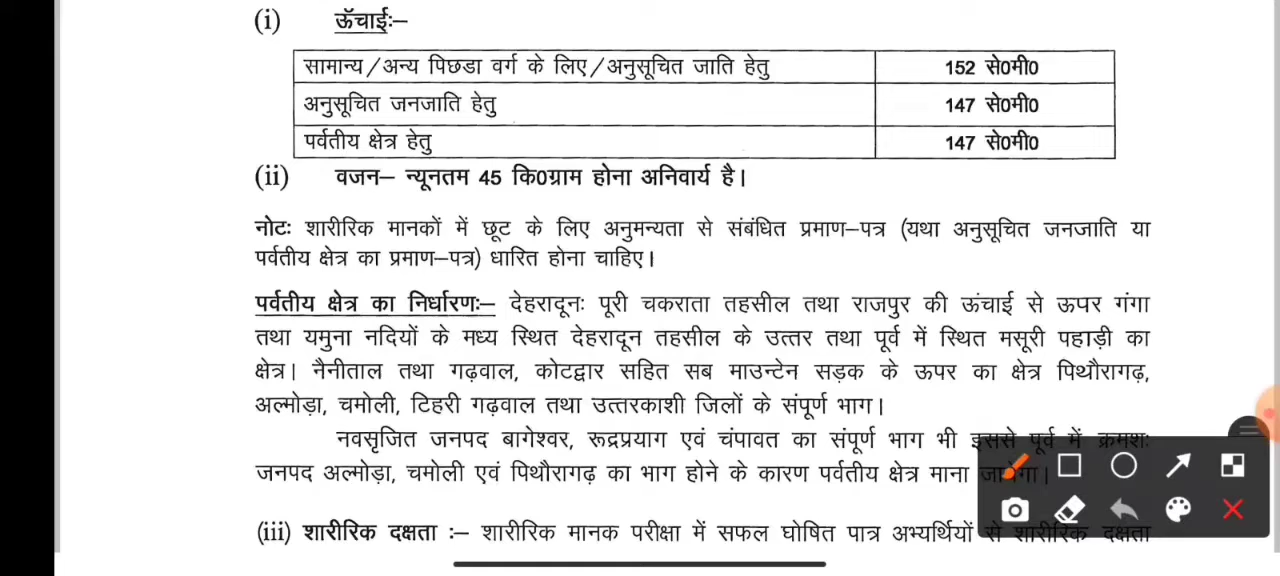 (i) ऊँचाईः–
सामान्य/अन्य पिछडा वर्ग के लिए/अनुसूचित जाति हेतु 152 से0मी0
अनुसूचित जनजाति हेतु 147 से0मी0
पर्वतीय क्षेत्र हेतु 147 से0मी0
(ii) वजन– न्यूनतम 45 कि0ग्राम होना अनिवार्य है।
नोटः शारीरिक मानकों में छूट के लिए अनुमन्यता से संबंधित प्रमाण–पत्र (यथा अनुसूचित जनजाति या
पर्वतीय क्षेत्र का प्रमाण–पत्र) धारित होना चाहिए।
पर्वतीय क्षेत्र का निर्धारणः– देहरादूनः पूरी चकराता तहसील तथा राजपुर की ऊंचाई से ऊपर गंगा
तथा यमुना नदियों के मध्य स्थित देहरादून तहसील के उत्तर तथा पूर्व में स्थित मसूरी पहाड़ी का
क्षेत्र। नैनीताल तथा गढ़वाल, कोटद्वार सहित सब माउन्टेन सड़क के ऊपर का क्षेत्र पिथौरागढ़,
अल्मोड़ा, चमोली, टिहरी गढ़वाल तथा उत्तरकाशी जिलों के संपूर्ण भाग।
नवसृजित जनपद बागेश्वर, रूद्रप्रयाग एवं चंपावत का संपूर्ण भाग भी इससे पूर्व में क्रमशः
जनपद अल्मोड़ा, चमोली एवं पिथौरागढ़ का भाग होने के कारण पर्वतीय क्षेत्र माना जायेगा।
(iii) शारीरिक दक्षता :– शारीरिक मानक परीक्षा में सफल घोषित पात्र अभ्यर्थियों से शारीरिक दक्षता